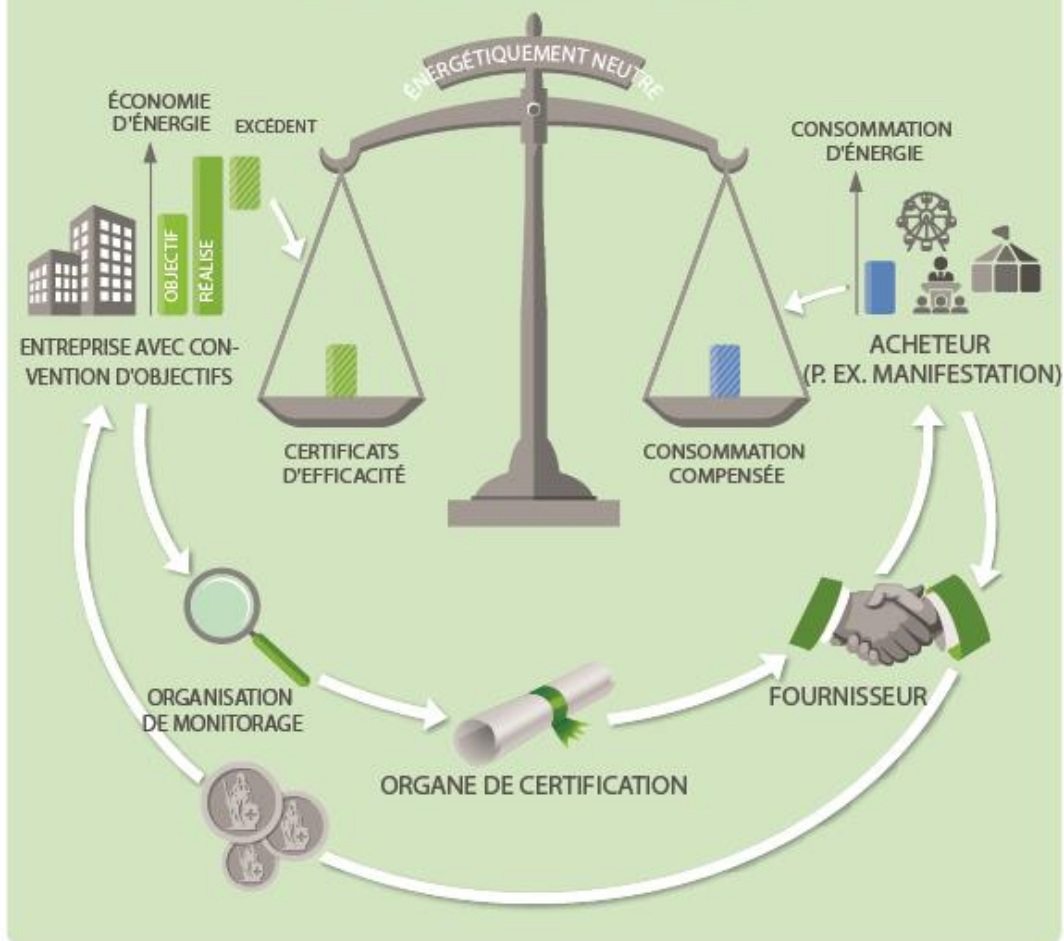 ÉNERGÉTIQUEMENT NEUTRE
ÉCONOMIE
D'ÉNERGIE
EXCÉDENT
OBJECTIF
RÉALISE
ENTREPRISE AVEC CON-
VENTION D'OBJECTIFS
CERTIFICATS
D'EFFICACITÉ
CONSOMMATION
COMPENSÉE
CONSOMMATION
D'ÉNERGIE
ACHETEUR
(P. EX. MANIFESTATION)
ORGANISATION
DE MONITORAGE
ORGANE DE CERTIFICATION
FOURNISSEUR